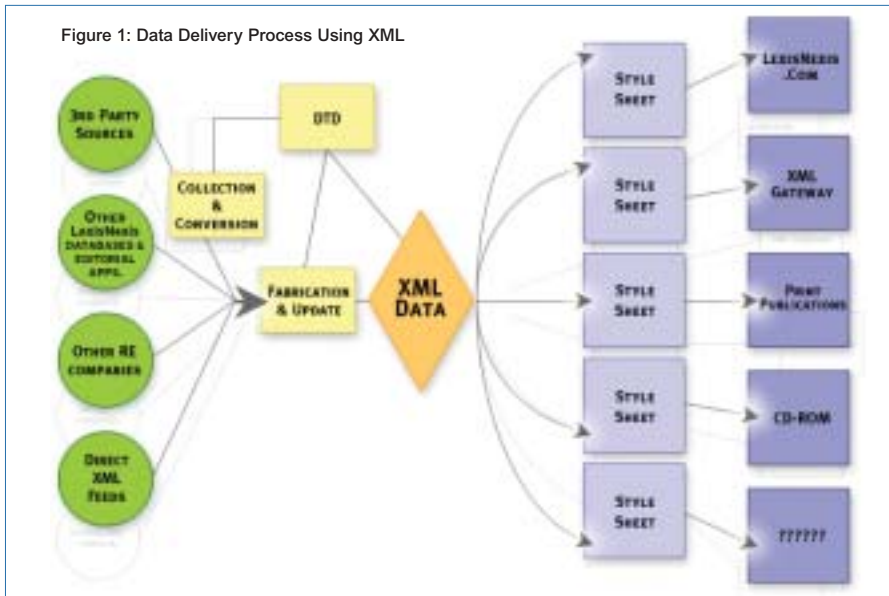 Figure 1: Data Delivery Process Using XML
3RD PARTY
SOURCES
OTHER
LEXISNEXIS
DATABASES &
EDITORIAL
APPS.
OTHER RE
COMPANIES
DIRECT
XML
FEEDS
COLLECTION
&
CONVERSION
DTD
FABRICATION
& UPDATE
XML
DATA
STYLE
SHEET
STYLE
SHEET
STYLE
SHEET
STYLE
SHEET
STYLE
SHEET
LEXISNEXIS
.COM
XML
GATEWAY
PRINT
PUBLICATIONS
CD-ROM
??????